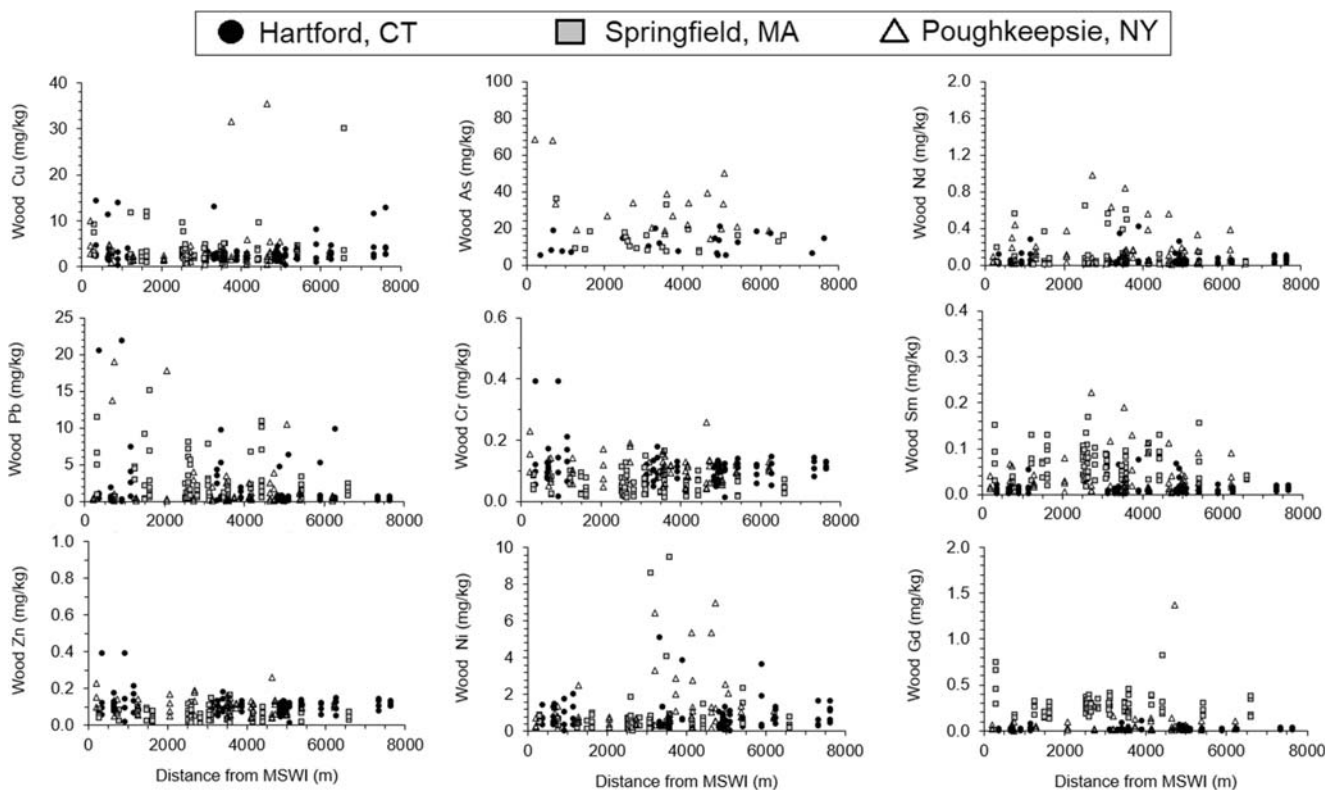 Hartford, CT Springfield, MA Poughkeepsie, NY
40 100 2.0
30 80 1.6
20 60 1.2
10 40 0.8
0 20 0.4
0 0.0
Wood Cu (mg/kg) Wood As (mg/kg) Wood Nd (mg/kg)
0 2000 4000 6000 8000 0 2000 4000 6000 8000 0 2000 4000 6000 8000
25 0.6 0.4
20 0.4 0.3
15 0.2 0.2
10 0.0 0.1
5 0.0
0
Wood Pb (mg/kg) Wood Cr (mg/kg) Wood Sm (mg/kg)
0 2000 4000 6000 8000 0 2000 4000 6000 8000 0 2000 4000 6000 8000
1.0 10 2.0
0.8 8 1.5
0.6 6 1.0
0.4 4 0.5
0.2 2 0.0
0.0 0
Wood Zn (mg/kg) Wood Ni (mg/kg) Wood Gd (mg/kg)
0 2000 4000 6000 8000 0 2000 4000 6000 8000 0 2000 4000 6000 8000
Distance from MSWI (m) Distance from MSWI (m) Distance from MSWI (m)